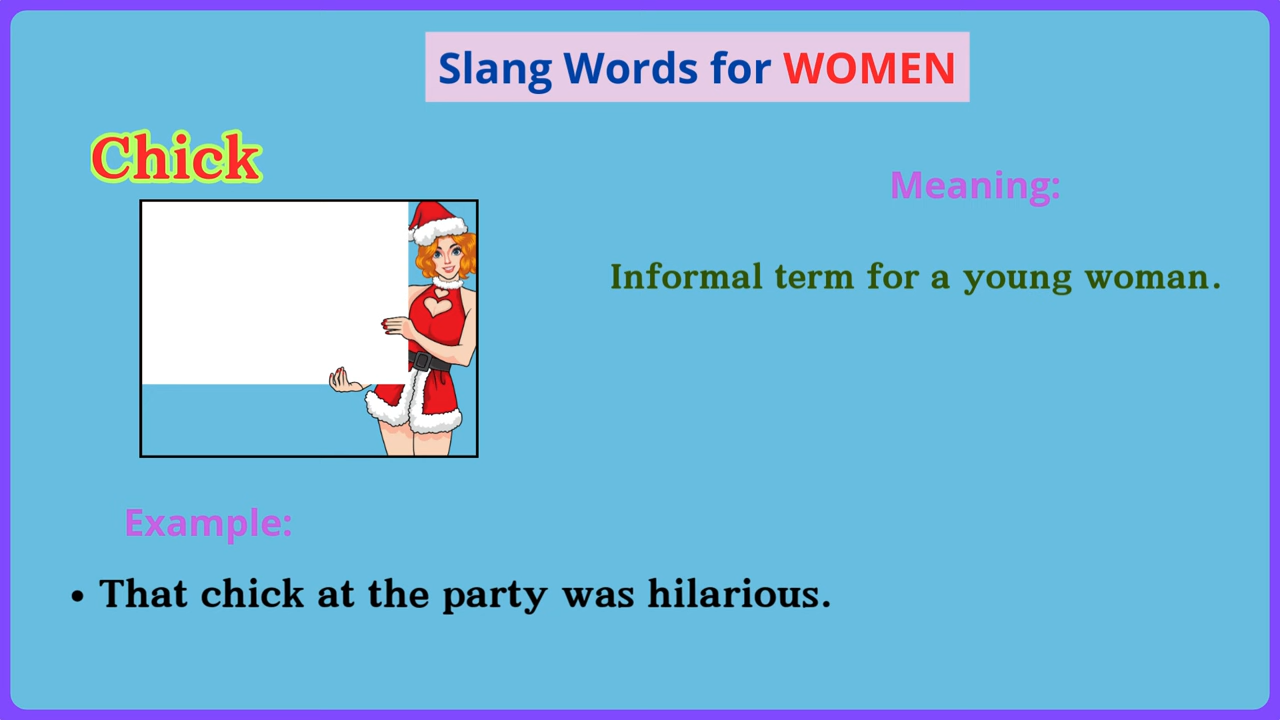 Slang Words for WOMEN
Chick
Meaning:
Informal term for a young woman.
Example:
• That chick at the party was hilarious.